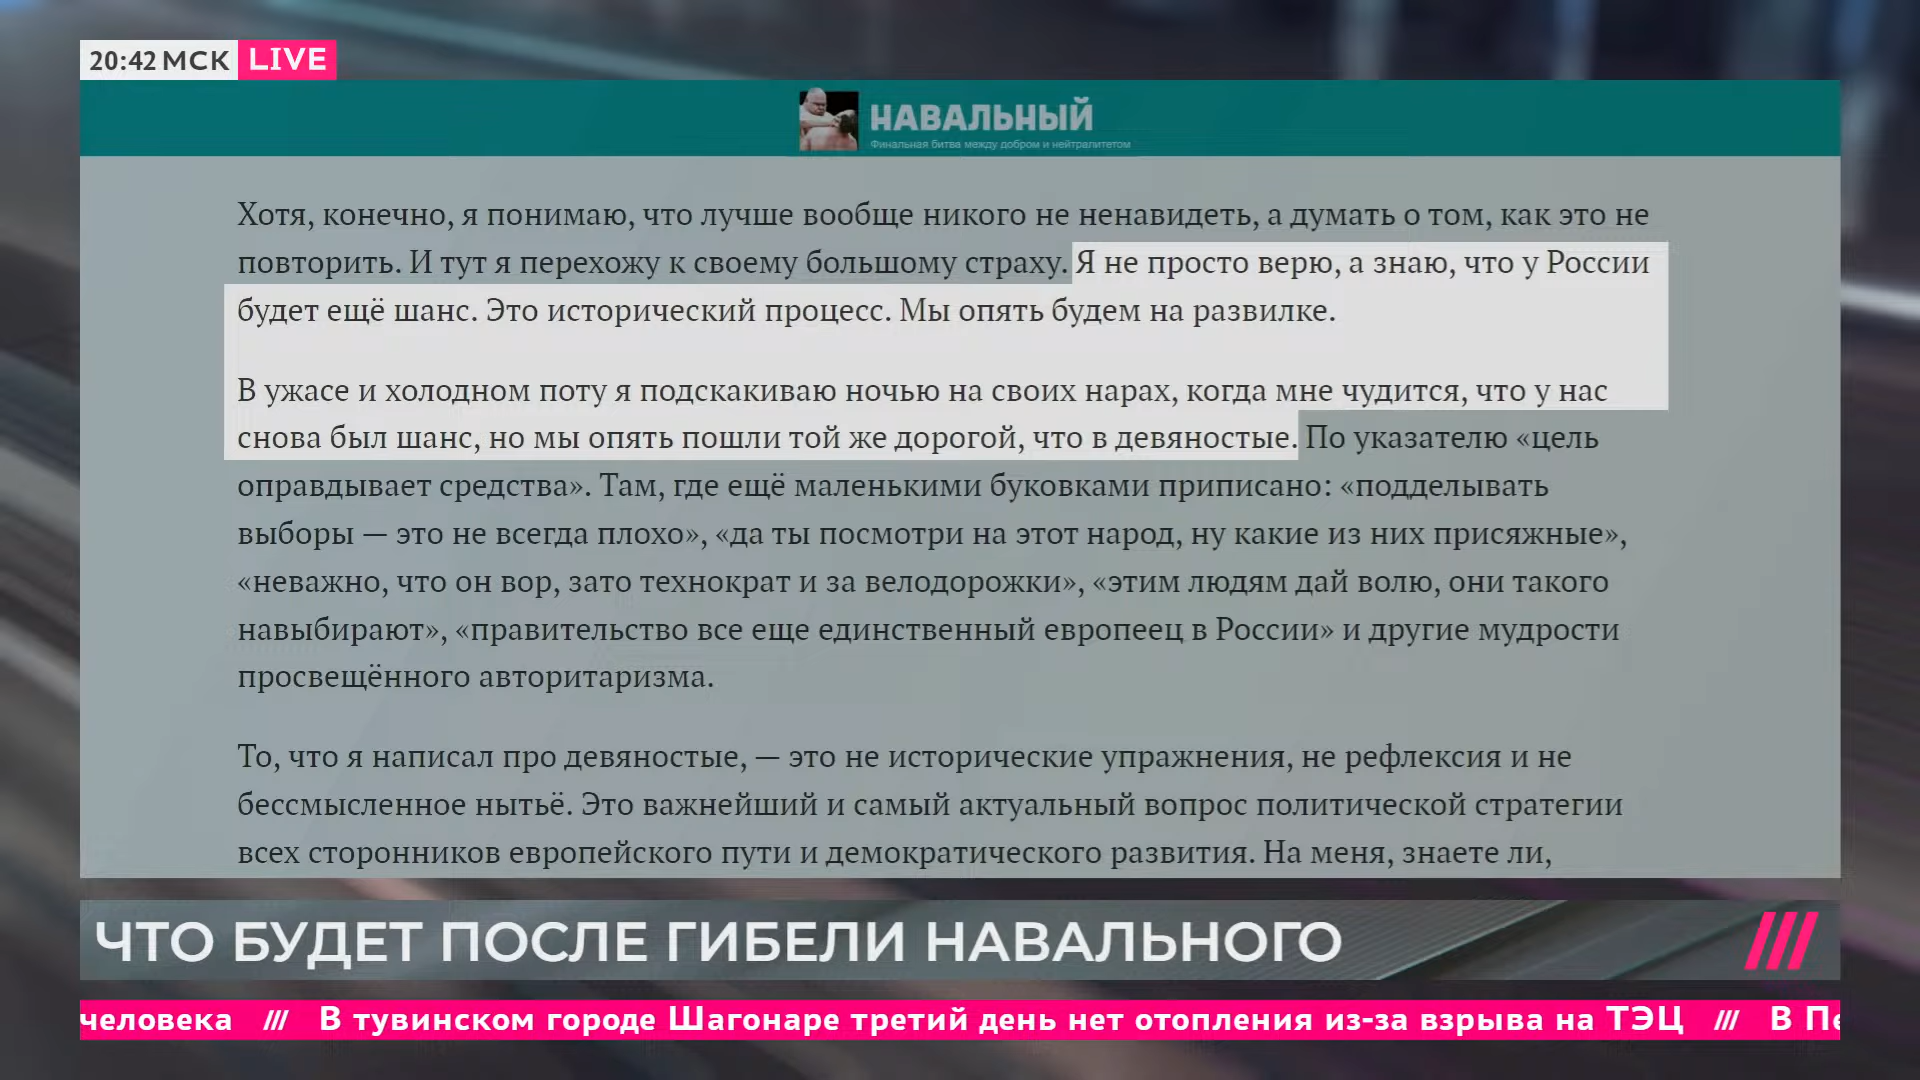 20:42 МСК LIVE
НАВАЛЬНЫЙ
Финальная битва между добром и нейтралитетом
Хотя, конечно, я понимаю, что лучше вообще никого не ненавидеть, а думать о том, как это не
повторить. И тут я перехожу к своему большому страху. Я не просто верю, а знаю, что у России
будет ещё шанс. Это исторический процесс. Мы опять будем на развилке.
В ужасе и холодном поту я подскакиваю ночью на своих нарах, когда мне чудится, что у нас
снова был шанс, но мы опять пошли той же дорогой, что в девяностые. По указателю «цель
оправдывает средства». Там, где ещё маленькими буковками приписано: «подделывать
выборы — это не всегда плохо», «да ты посмотри на этот народ, ну какие из них присяжные»,
«неважно, что он вор, зато технократ и за велодорожки», «этим людям дай волю, они такого
навыбирают», «правительство все еще единственный европеец в России» и другие мудрости
просвещённого авторитаризма.
То, что я написал про девяностые, — это не исторические упражнения, не рефлексия и не
бессмысленное нытьё. Это важнейший и самый актуальный вопрос политической стратегии
всех сторонников европейского пути и демократического развития. На меня, знаете ли,
ЧТО БУДЕТ ПОСЛЕ ГИБЕЛИ НАВАЛЬНОГО
человека /// В тувинском городе Шагонаре третий день нет отопления из-за взрыва на ТЭЦ /// В